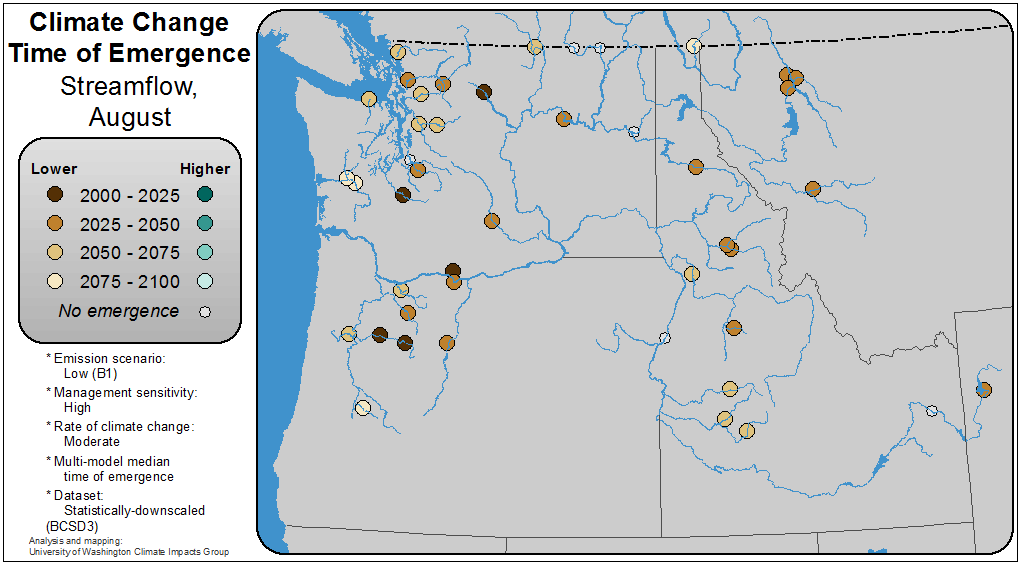 Climate Change
Time of Emergence
Streamflow,
August
Lower Higher
2000 - 2025
2025 - 2050
2050 - 2075
2075 - 2100
No emergence
* Emission scenario:
Low (B1)
* Management sensitivity:
High
* Rate of climate change:
Moderate
* Multi-model median
time of emergence
* Dataset:
Statistically-downscaled
(BCSD3)
Analysis and mapping:
University of Washington Climate Impacts Group